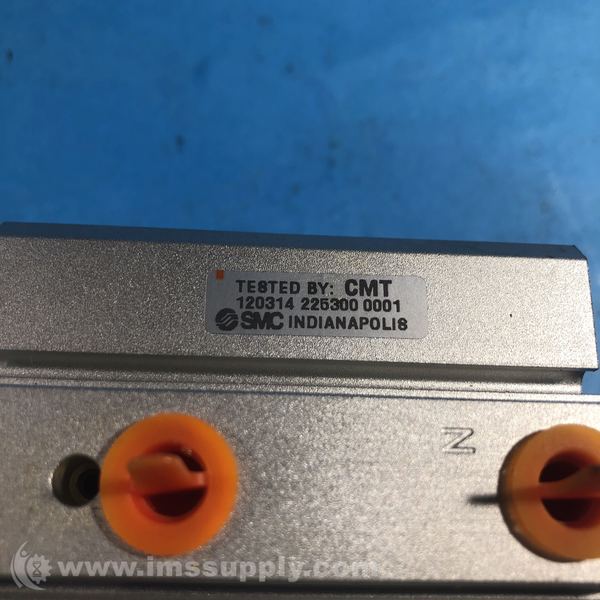 TESTED BY: CMT
120314 225300 0001
SMC INDIANAPOLIS
N
www.imssupply.com